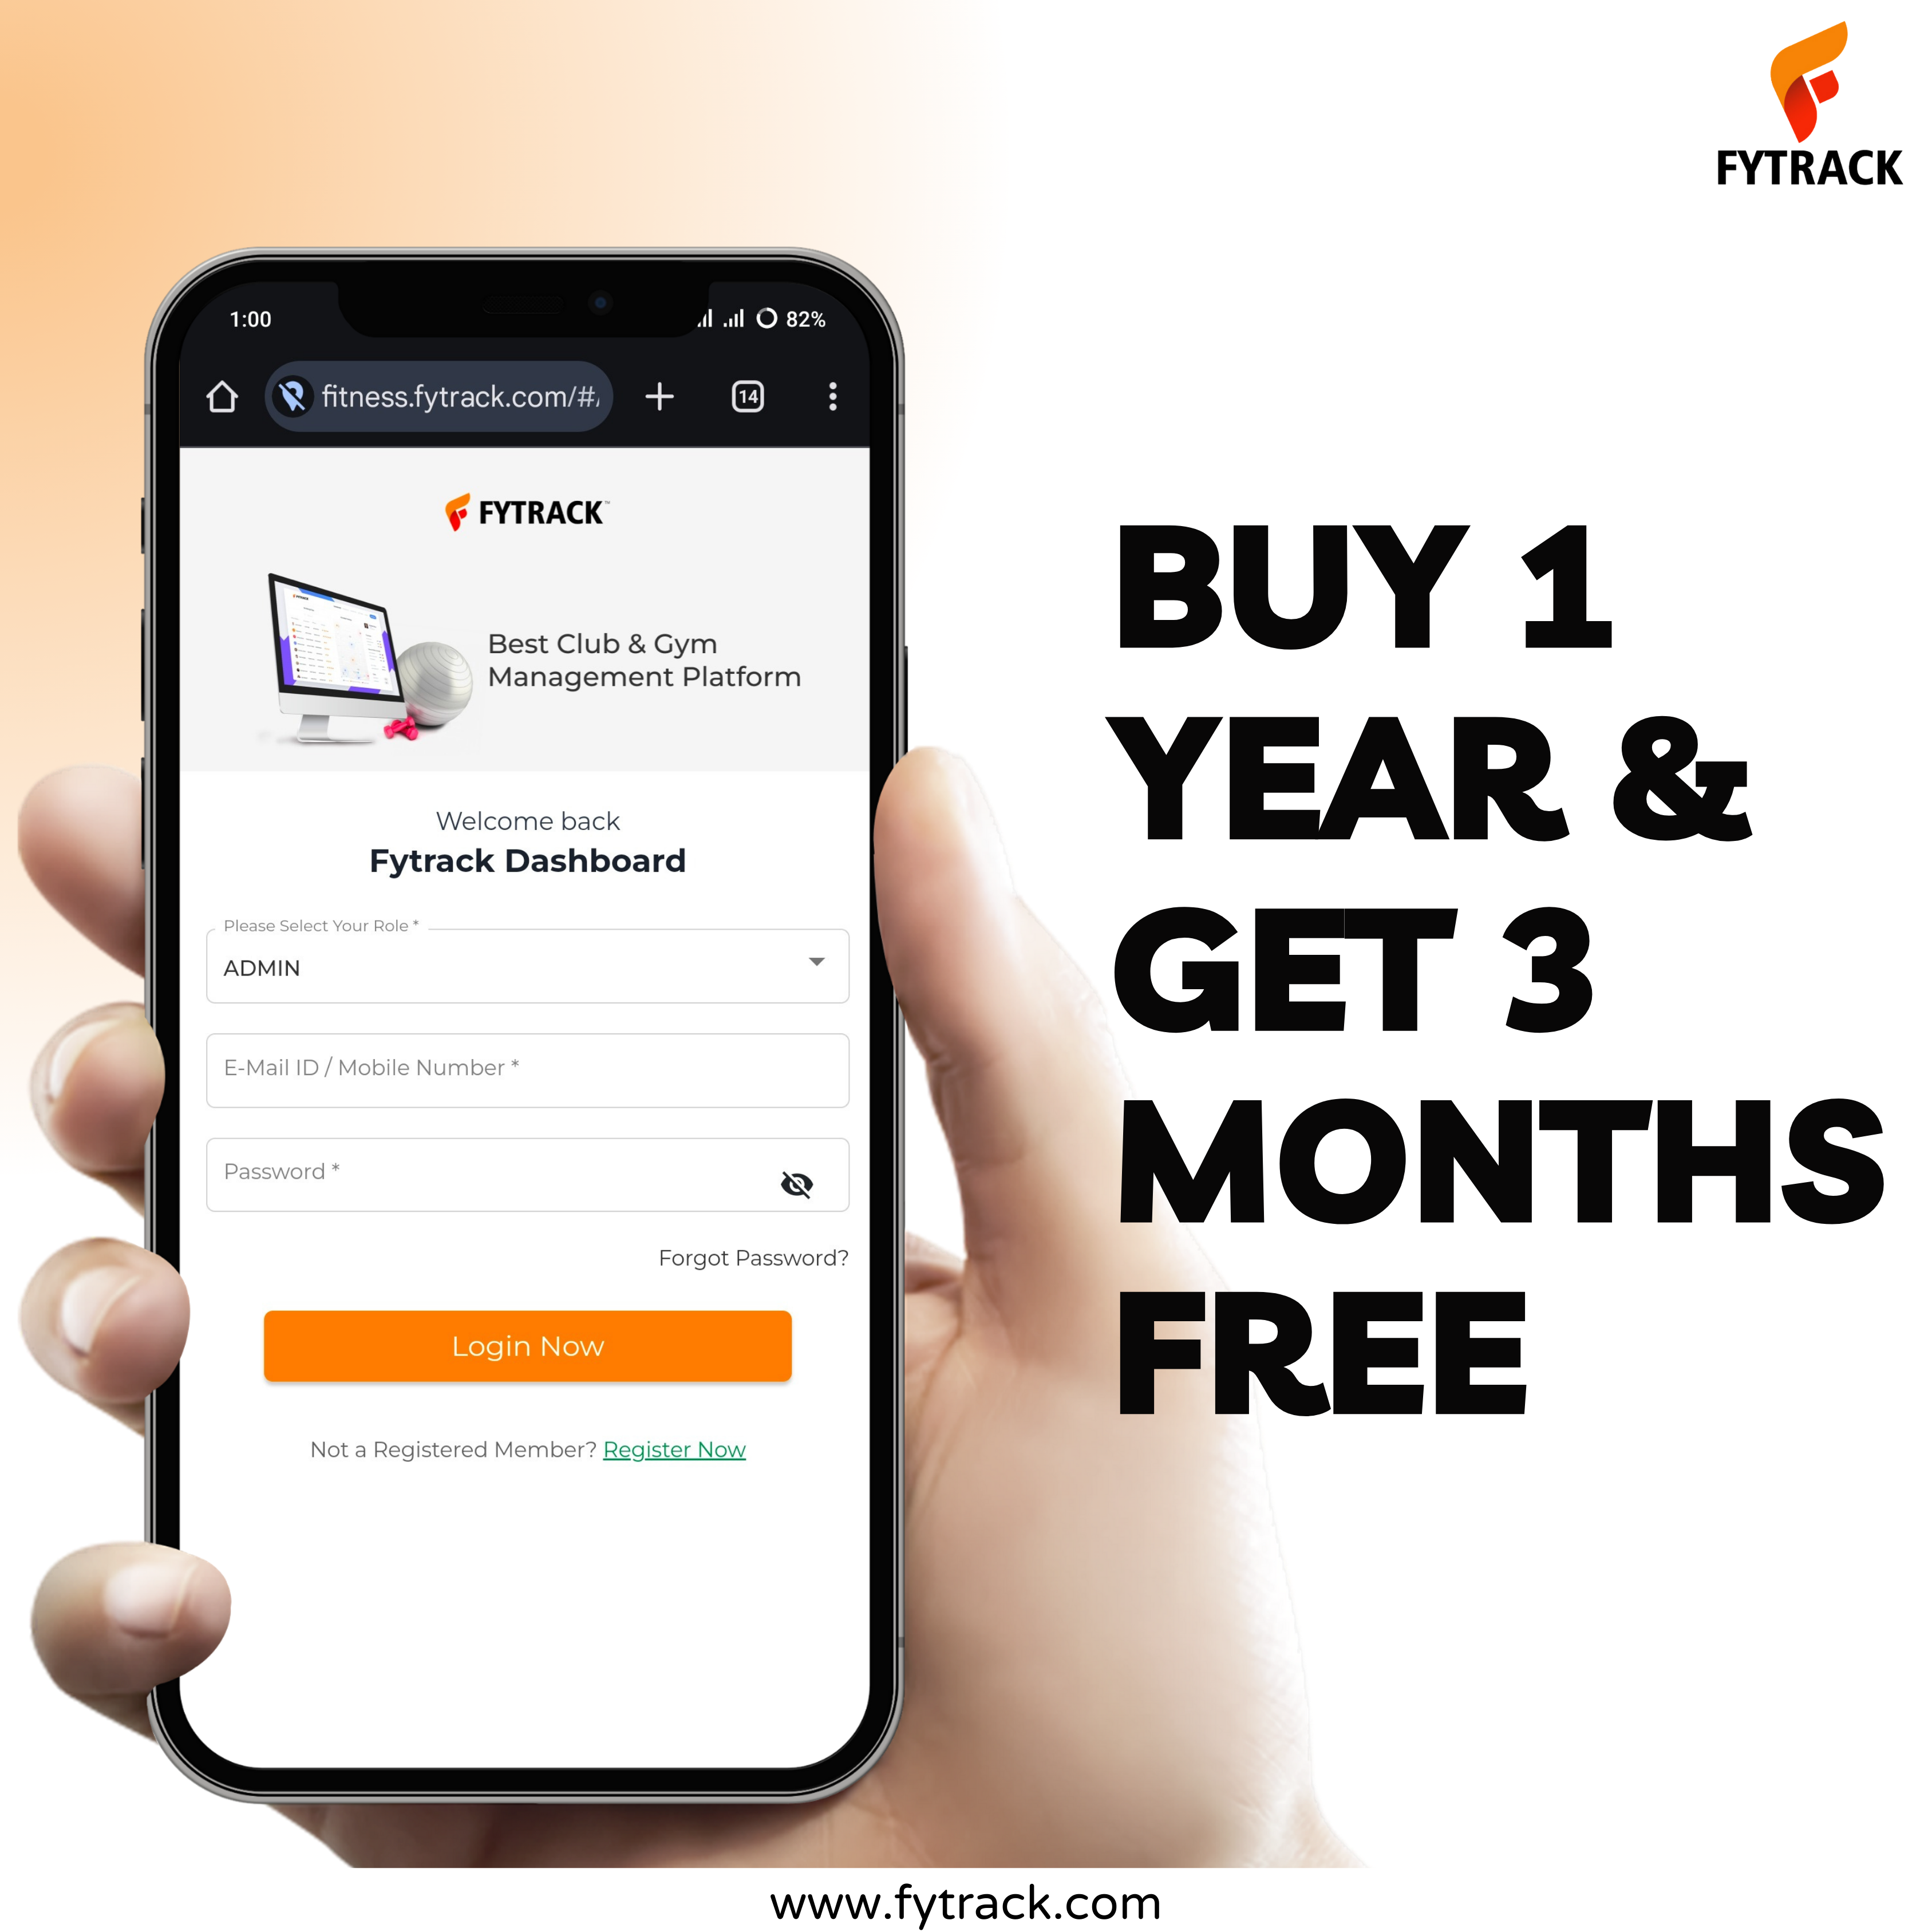 FYTRACK
1:00
82%
fitness.fytrack.com/#
14
FYTRACK™
Best Club & Gym
Management Platform
Welcome back
Fytrack Dashboard
Please Select Your Role *
ADMIN
E-Mail ID / Mobile Number *
Password *
Forgot Password?
Login Now
Not a Registered Member? Register Now
BUY 1
YEAR &
GET 3
MONTHS
FREE
www.fytrack.com